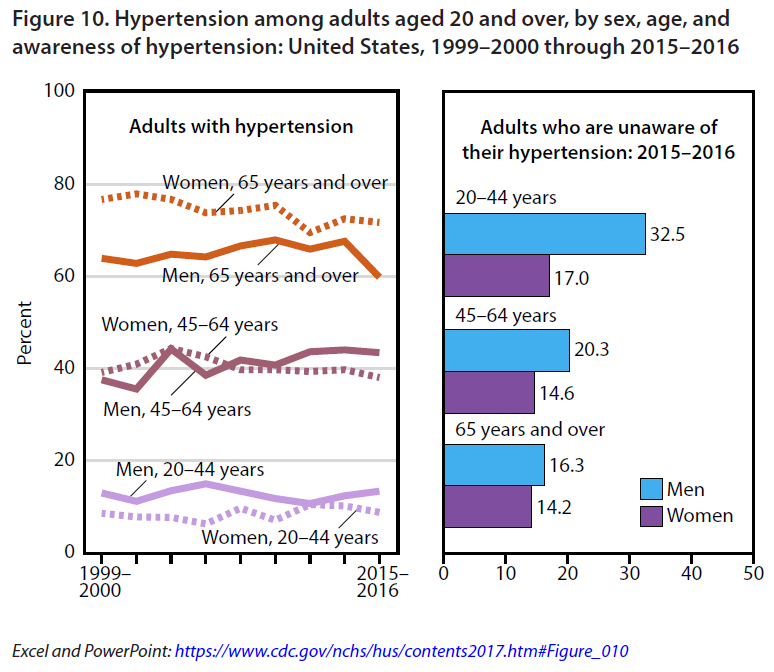 Figure 10. Hypertension among adults aged 20 and over, by sex, age, and
awareness of hypertension: United States, 1999–2000 through 2015–2016
Percent
100
80
60
40
20
0
Adults with hypertension
Women, 65 years and over
Men, 65 years and over
Women, 45–64 years
Men, 45–64 years
Men, 20–44 years
Women, 20–44 years
1999–
2000
2015–
2016
Adults who are unaware of
their hypertension: 2015–2016
20–44 years
32.5
17.0
45–64 years
20.3
14.6
65 years and over
16.3
14.2
Men
Women
0 10 20 30 40 50
Excel and PowerPoint: https://www.cdc.gov/nchs/hus/contents2017.htm#Figure_010